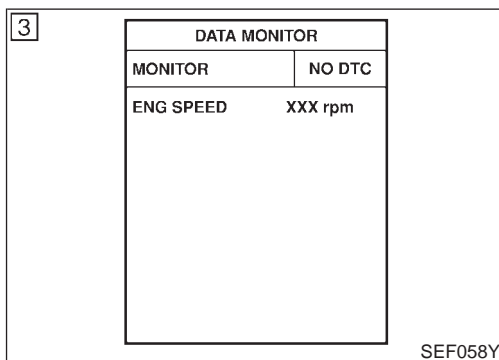 3
DATA MONITOR
MONITOR NO DTC
ENG SPEED XXX rpm
SEF058Y